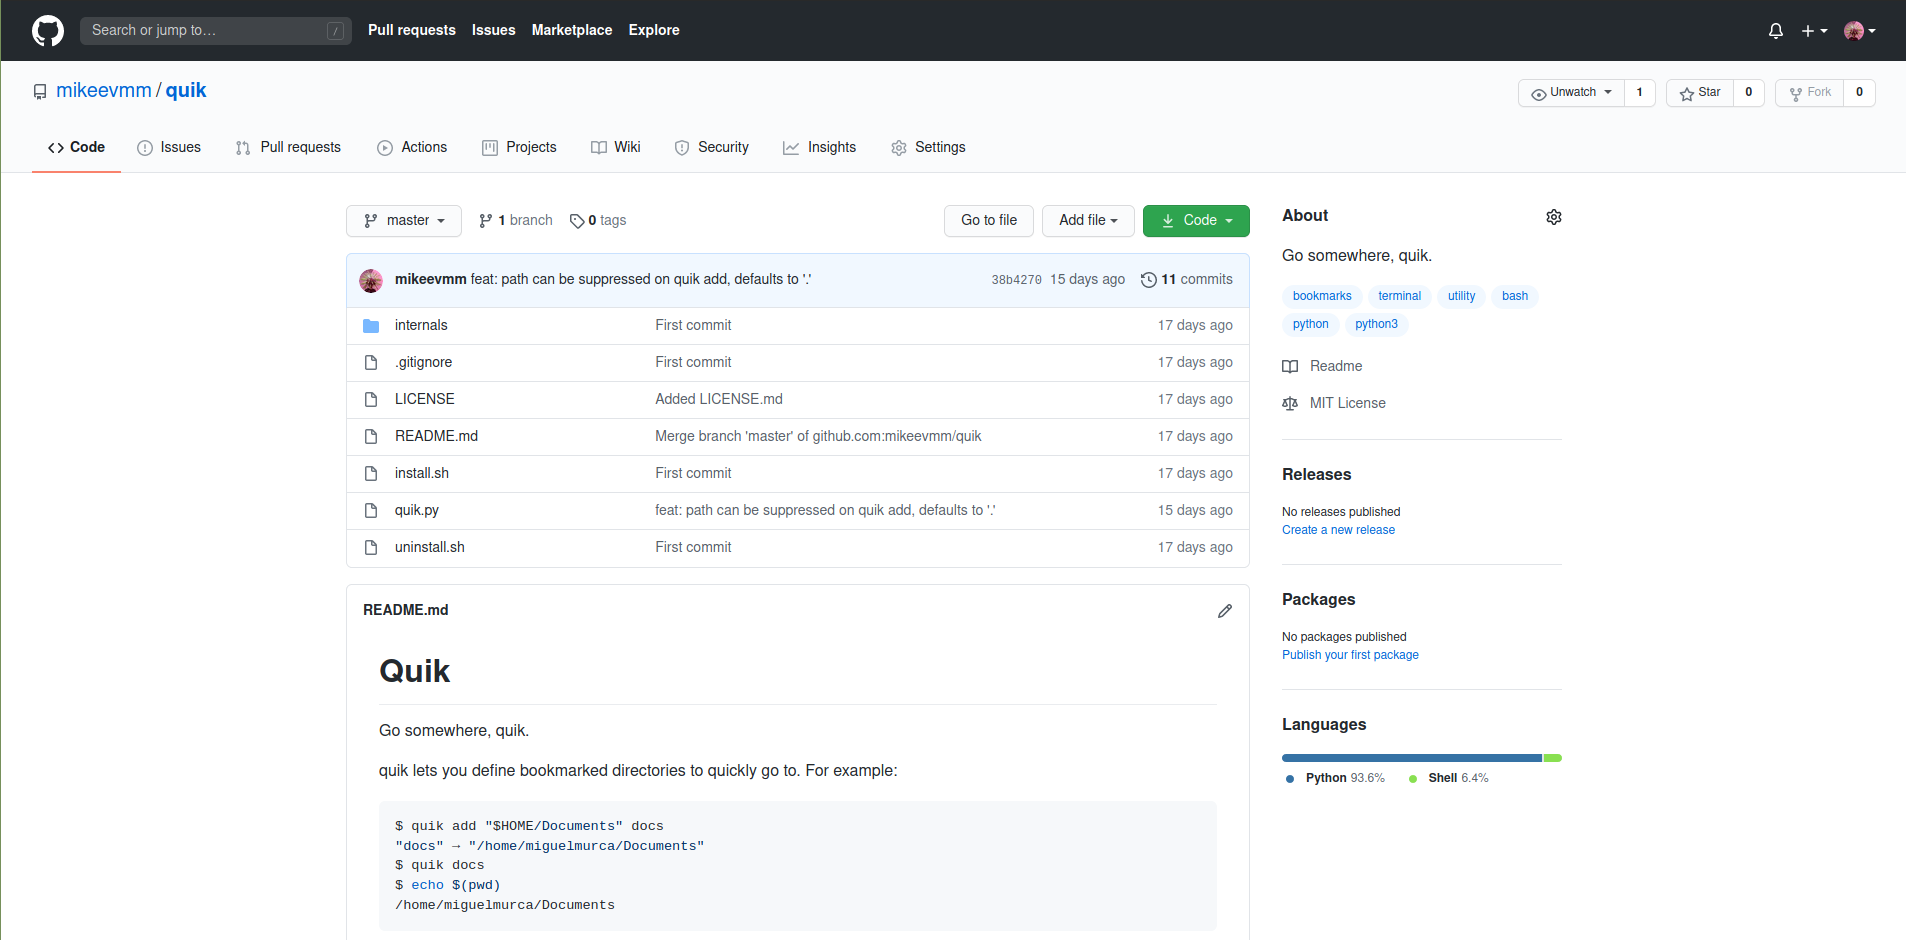 Search or jump to… /
Pull requests Issues Marketplace Explore
mikeevmm / quik
Unwatch 1 Star 0 Fork 0
Code Issues Pull requests Actions Projects Wiki Security Insights Settings
master 1 branch 0 tags Go to file Add file Code
mikeevmm feat: path can be suppressed on quik add, defaults to '.' 38b4270 15 days ago 11 commits
internals First commit 17 days ago
.gitignore First commit 17 days ago
LICENSE Added LICENSE.md 17 days ago
README.md Merge branch 'master' of github.com:mikeevmm/quik 17 days ago
install.sh First commit 17 days ago
quik.py feat: path can be suppressed on quik add, defaults to '.' 15 days ago
uninstall.sh First commit 17 days ago
README.md
Quik
Go somewhere, quik.
quik lets you define bookmarked directories to quickly go to. For example:
$ quik add "$HOME/Documents" docs
"docs" → "/home/miguelmurca/Documents"
$ quik docs
$ echo $(pwd)
/home/miguelmurca/Documents
About
Go somewhere, quik.
bookmarks terminal utility bash
python python3
Readme
MIT License
Releases
No releases published
Create a new release
Packages
No packages published
Publish your first package
Languages
Python 93.6% Shell 6.4%